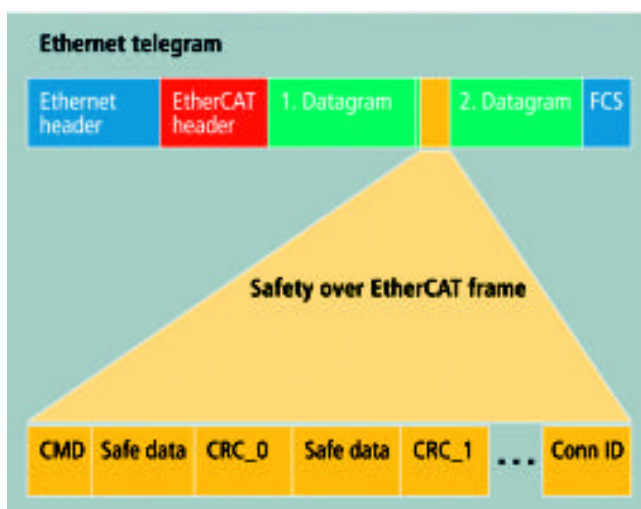 Ethernet telegram
Ethernet
header
EtherCAT
header
1. Datagram
2. Datagram
FCS
Safety over EtherCAT frame
CMD
Safe data
CRC_0
Safe data
CRC_1
...
Conn ID